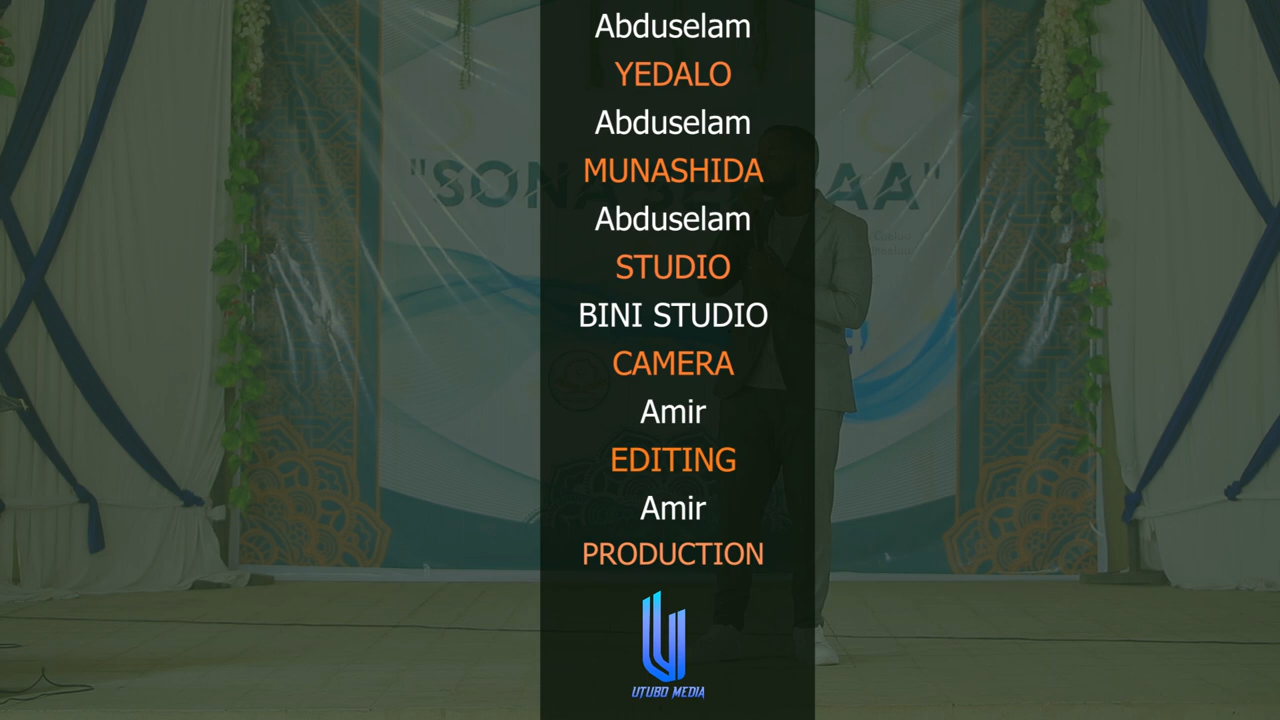 Abduselam
YEDALO
Abduselam
MUNASHIDA
Abduselam
STUDIO
BINI STUDIO
CAMERA
Amir
EDITING
Amir
PRODUCTION
UTUBO MEDIA